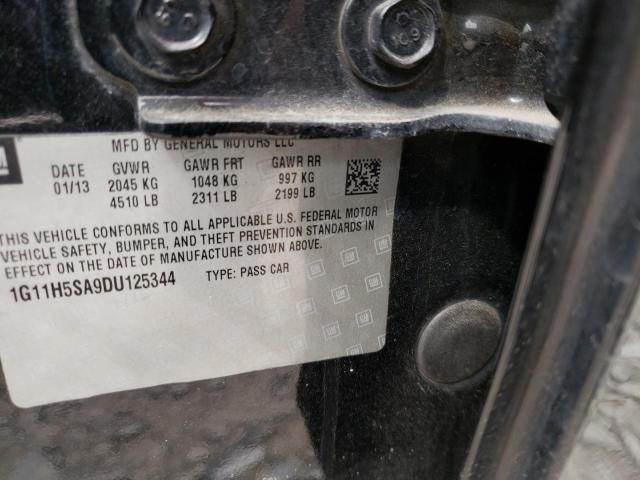 109
MFD BY GENERAL MOTORS LLC
GM
DATE GVWR GAWR FRT GAWR RR
01/13 2045 KG 1048 KG 997 KG
4510 LB 2311 LB 2199 LB
THIS VEHICLE CONFORMS TO ALL APPLICABLE U.S. FEDERAL MOTOR
VEHICLE SAFETY, BUMPER, AND THEFT PREVENTION STANDARDS IN
EFFECT ON THE DATE OF MANUFACTURE SHOWN ABOVE.
1G11H5SA9DU125344 TYPE: PASS CAR